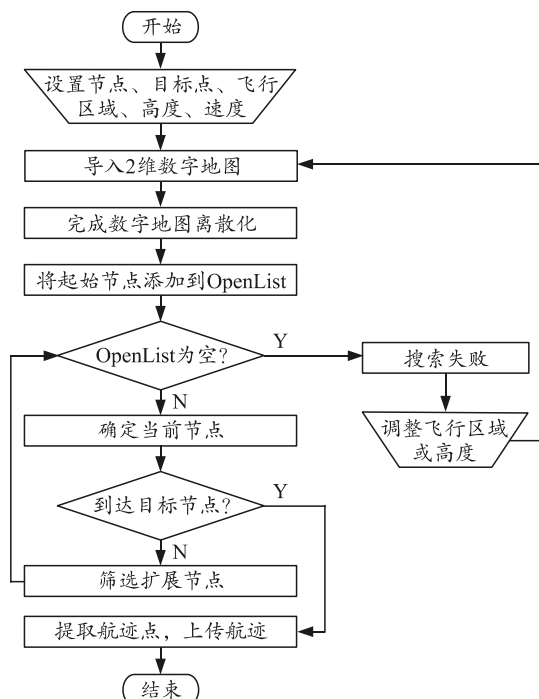 开始
设置节点、目标点、飞行
区域、高度、速度
导入2维数字地图
完成数字地图离散化
将起始节点添加到OpenList
OpenList为空?
Y
搜索失败
N
确定当前节点
调整飞行区域
或高度
到达目标节点?
Y
N
筛选扩展节点
提取航迹点，上传航迹
结束